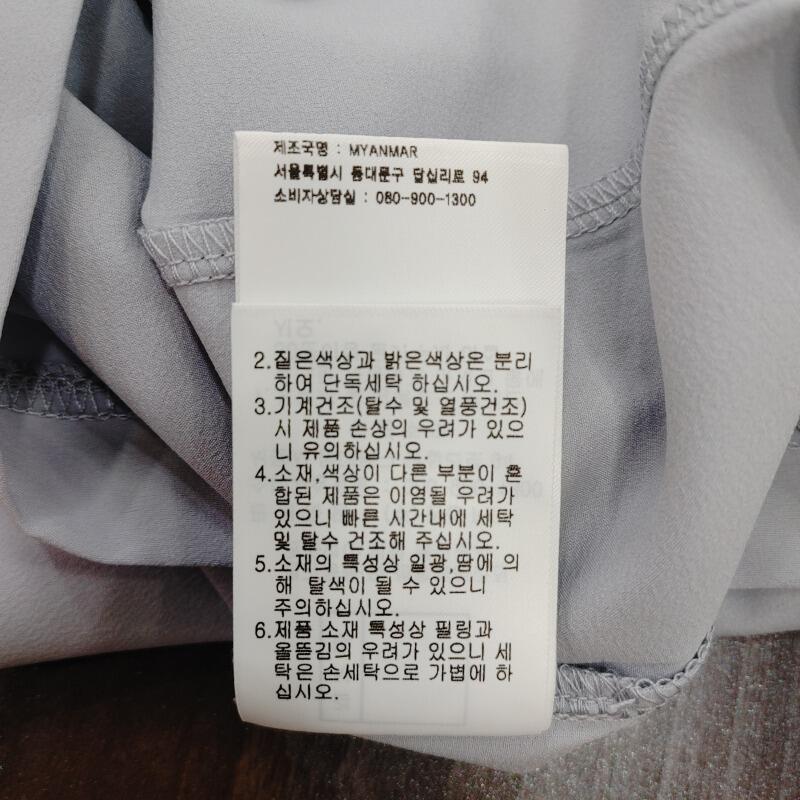 제조국명 : MYANMAR
서울특별시 동대문구 답십리로 94
소비자상담실 : 080-900-1300
2.짙은색상과 밝은색상은 분리
하여 단독세탁 하십시오.
3.기계건조(탈수 및 열풍건조)
시 제품 손상의 우려가 있으
니 유의하십시오.
4.소재,색상이 다른 부분이 혼
합된 제품은 이염될 우려가
있으니 빠른 시간내에 세탁
및 탈수 건조해 주십시오.
5.소재의 특성상 일광,땀에 의
해 탈색이 될 수 있으니
주의하십시오.
6.제품 소재 특성상 필링과
올뜯김의 우려가 있으니 세
탁은 손세탁으로 가볍에 하
십시오.